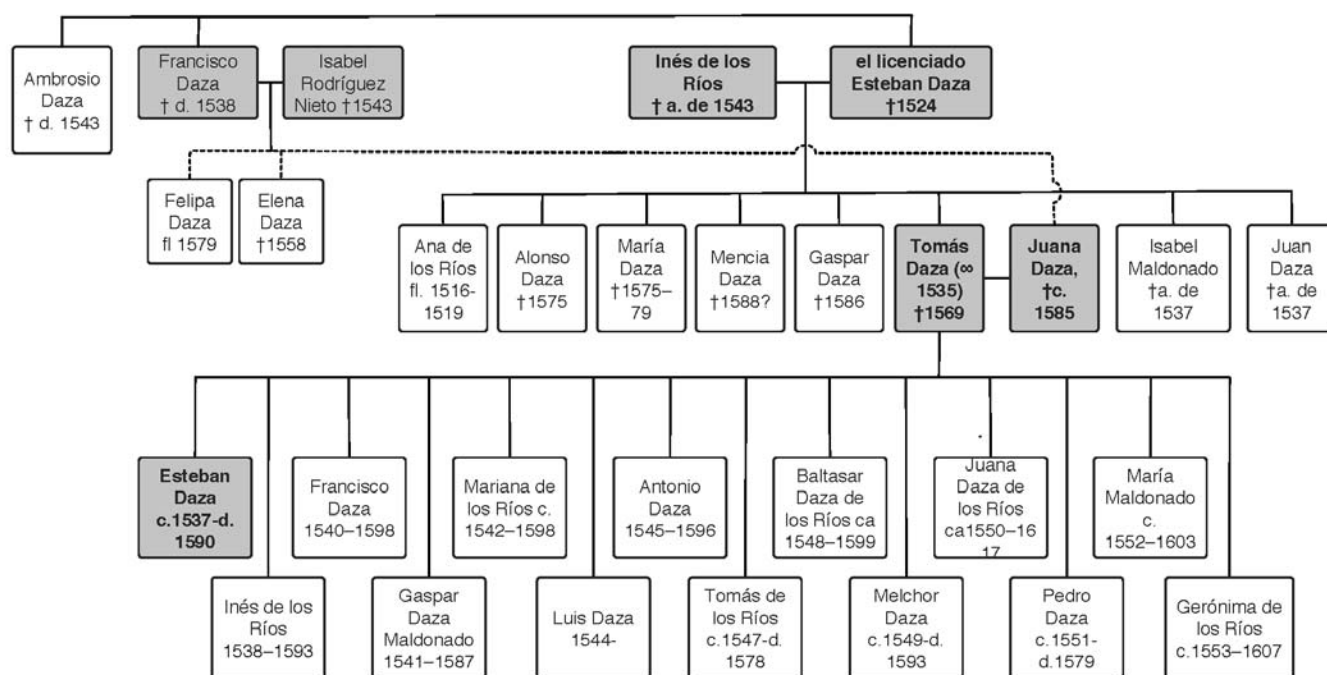 Ambrosio
Daza
† d. 1543
Francisco
Daza
† d. 1538
Isabel
Rodríguez
Nieto †1543
Inés de los
Ríos
† a. de 1543
el licenciado
Esteban Daza
†1524
Felipa
Daza
fl 1579
Elena
Daza
†1558
Ana de
los Ríos
fl. 1516-
1519
Alonso
Daza
†1575
María
Daza
†1575–
79
Mencia
Daza
†1588?
Gaspar
Daza
†1586
Tomás
Daza (∞
1535)
†1569
Juana
Daza,
†c.
1585
Isabel
Maldonado
†a. de
1537
Juan
Daza
†a. de
1537
Esteban
Daza
c.1537-d.
1590
Francisco
Daza
1540–1598
Mariana de
los Ríos c.
1542–1598
Antonio
Daza
1545–1596
Baltasar
Daza de
los Ríos ca
1548–1599
Juana
Daza de
los Ríos
ca1550–16
17
María
Maldonado
c.
1552–1603
Inés de los
Ríos
1538–1593
Gaspar
Daza
Maldonado
1541–1587
Luis Daza
1544-
Tomás de
los Ríos
c.1547-d.
1578
Melchor
Daza
c.1549-d.
1593
Pedro
Daza
c.1551-
d.1579
Gerónima de
los Ríos
c.1553–1607